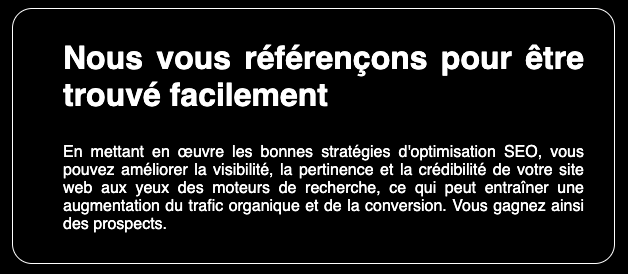 Nous vous référençons pour être
trouvé facilement
En mettant en œuvre les bonnes stratégies d'optimisation SEO, vous
pouvez améliorer la visibilité, la pertinence et la crédibilité de votre site
web aux yeux des moteurs de recherche, ce qui peut entraîner une
augmentation du trafic organique et de la conversion. Vous gagnez ainsi
des prospects.